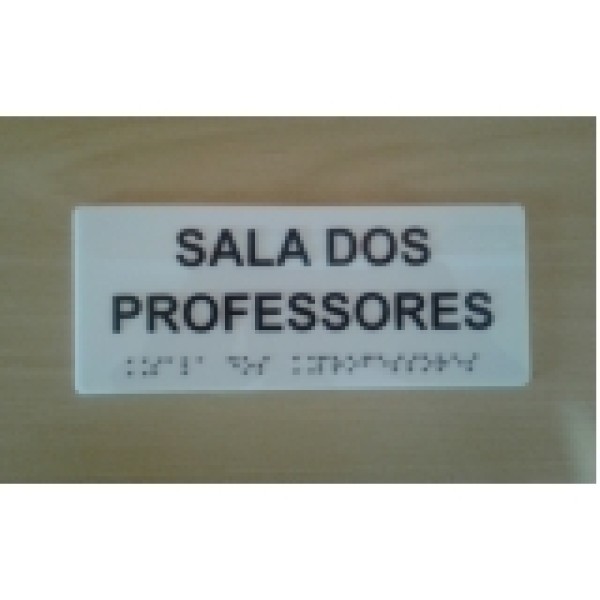 SALA DOS
PROFESSORES
⠨⠎⠁⠇⠁ ⠙⠕⠎ ⠨⠏⠗⠕⠋⠑⠎⠎⠕⠗⠑⠎